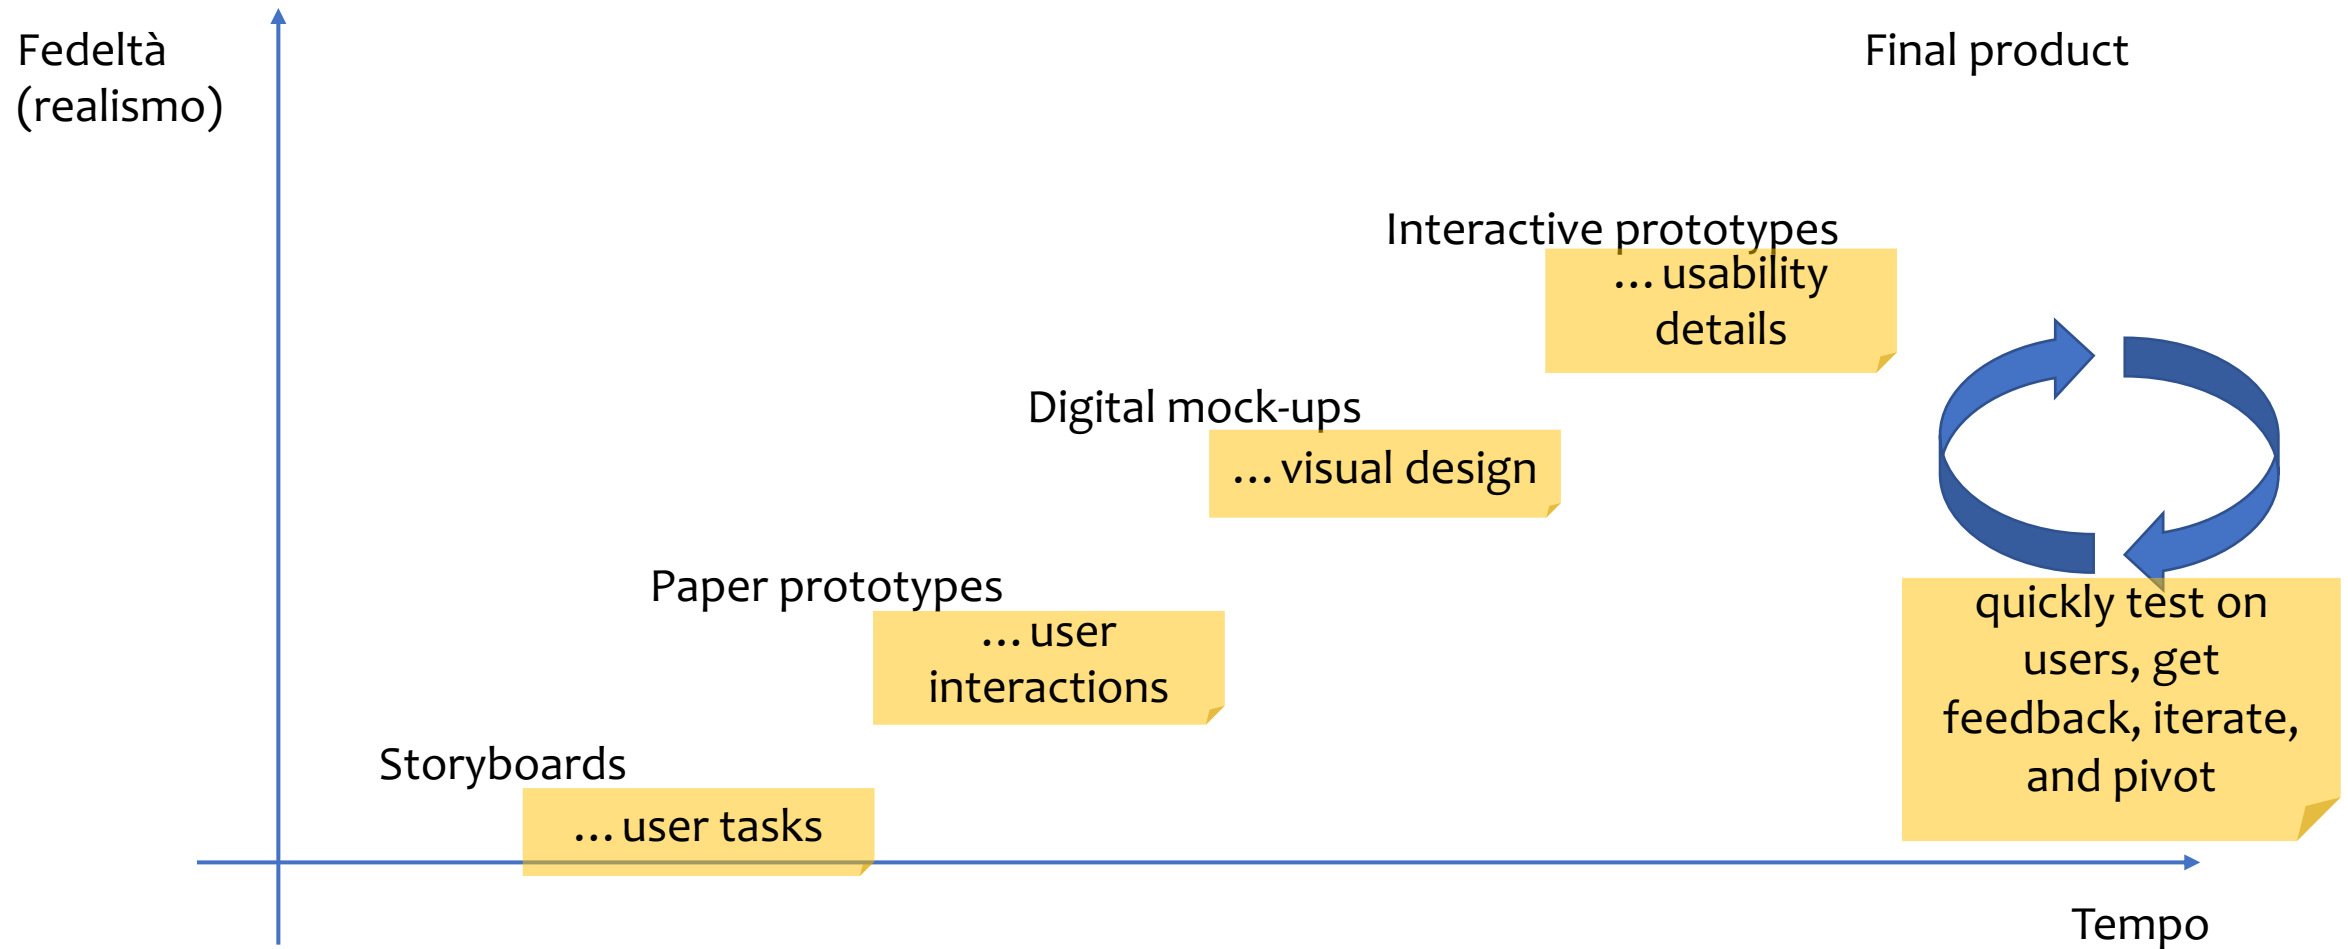 Fedeltà
(realismo)
Final product
Interactive prototypes
...usability
details
Digital mock-ups
...visual design
Paper prototypes
...user
interactions
quickly test on
users, get
feedback, iterate,
and pivot
Storyboards
...user tasks
Tempo